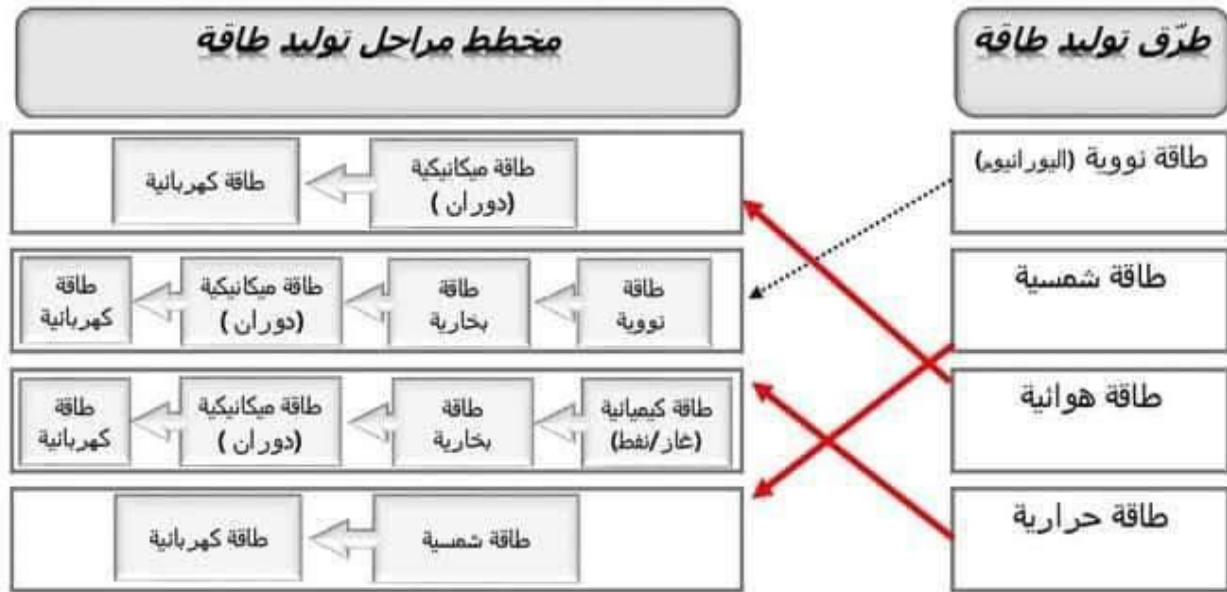 طرّق توليد طاقة
مخطط مراحل توليد طاقة
طاقة نووية (اليورانيوم)
طاقة ميكانيكية
(دوران)
طاقة كهربائية
طاقة شمسية
طاقة
نووية
طاقة
بخارية
طاقة ميكانيكية
(دوران)
طاقة
كهربائية
طاقة هوائية
طاقة كيميائية
(غاز/نفط)
طاقة
بخارية
طاقة ميكانيكية
(دوران)
طاقة
كهربائية
طاقة حرارية
طاقة شمسية
طاقة كهربائية